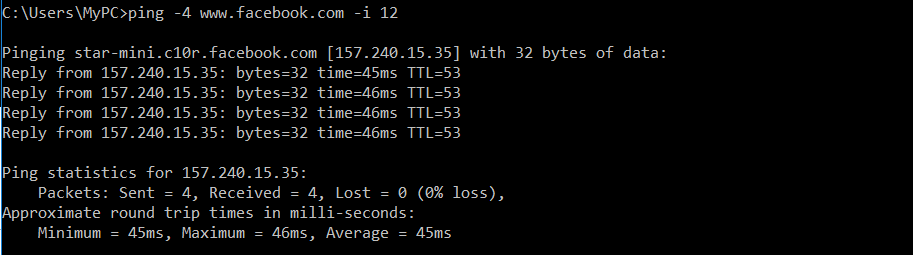 C:\Users\MyPC>ping -4 www.facebook.com -i 12
Pinging star-mini.c10r.facebook.com [157.240.15.35] with 32 bytes of data:
Reply from 157.240.15.35: bytes=32 time=45ms TTL=53
Reply from 157.240.15.35: bytes=32 time=46ms TTL=53
Reply from 157.240.15.35: bytes=32 time=46ms TTL=53
Reply from 157.240.15.35: bytes=32 time=46ms TTL=53
Ping statistics for 157.240.15.35:
Packets: Sent = 4, Received = 4, Lost = 0 (0% loss),
Approximate round trip times in milli-seconds:
Minimum = 45ms, Maximum = 46ms, Average = 45ms